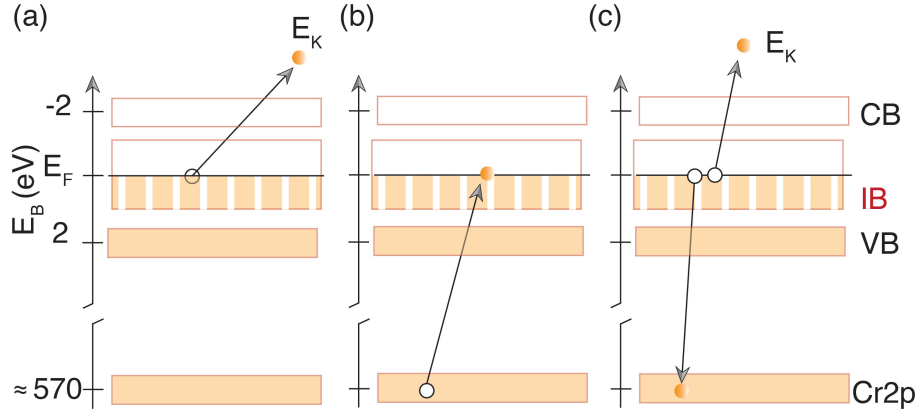 (a)
(b)
(c)
E_K
E_K
-2
CB
E_F
E_B (eV)
IB
2
VB
≈ 570
Cr2p